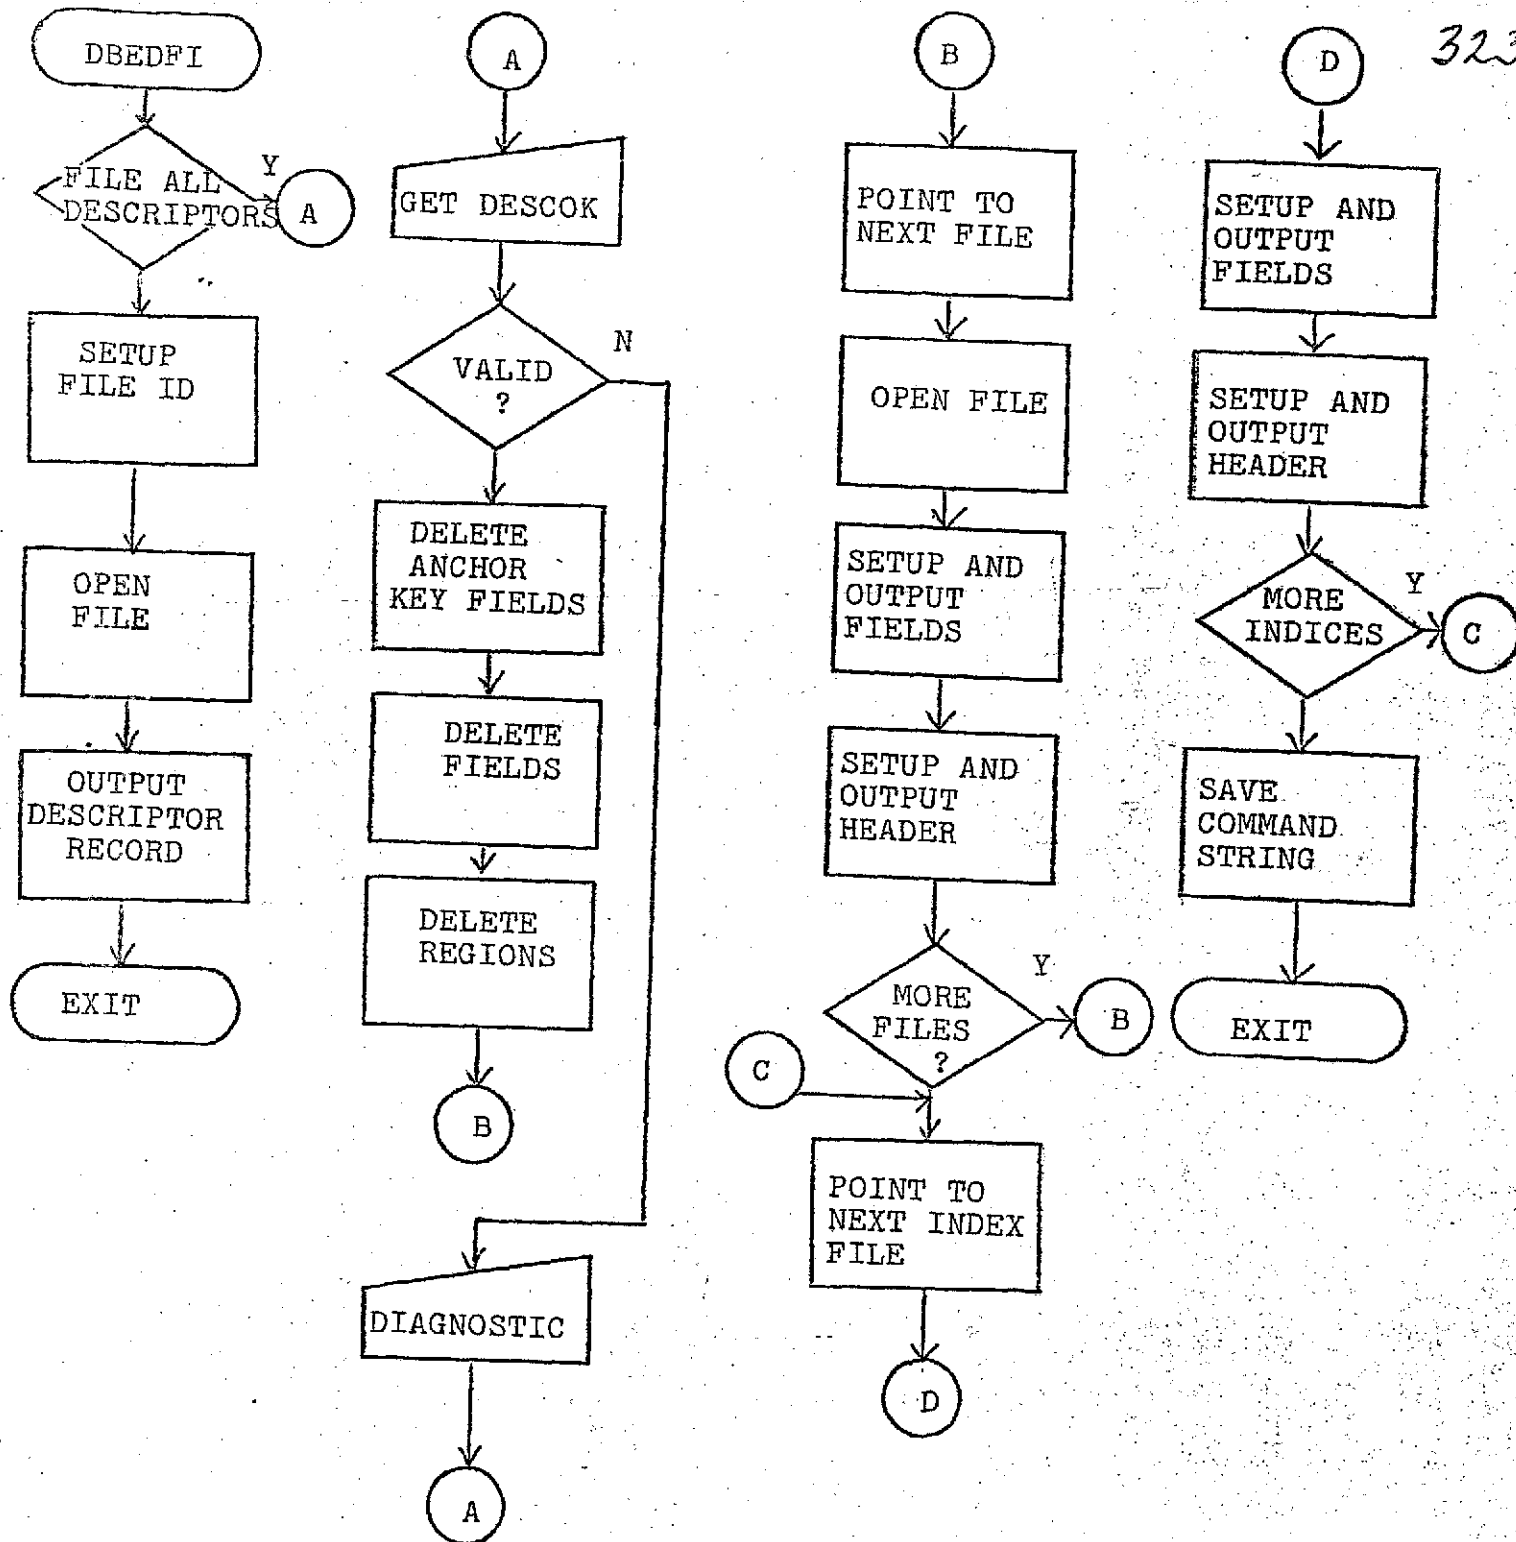 323
DBEDFI
FILE ALL
DESCRIPTORS
Y
A
SETUP
FILE ID
OPEN
FILE
OUTPUT
DESCRIPTOR
RECORD
EXIT
A
GET DESCOK
VALID
?
N
DELETE
ANCHOR
KEY FIELDS
DELETE
FIELDS
DELETE
REGIONS
B
DIAGNOSTIC
A
B
POINT TO
NEXT FILE
OPEN FILE
SETUP AND
OUTPUT
FIELDS
SETUP AND
OUTPUT
HEADER
MORE
FILES
?
Y
B
C
POINT TO
NEXT INDEX
FILE
D
D
SETUP AND
OUTPUT
FIELDS
SETUP AND
OUTPUT
HEADER
MORE
INDICES
Y
C
SAVE
COMMAND
STRING
EXIT